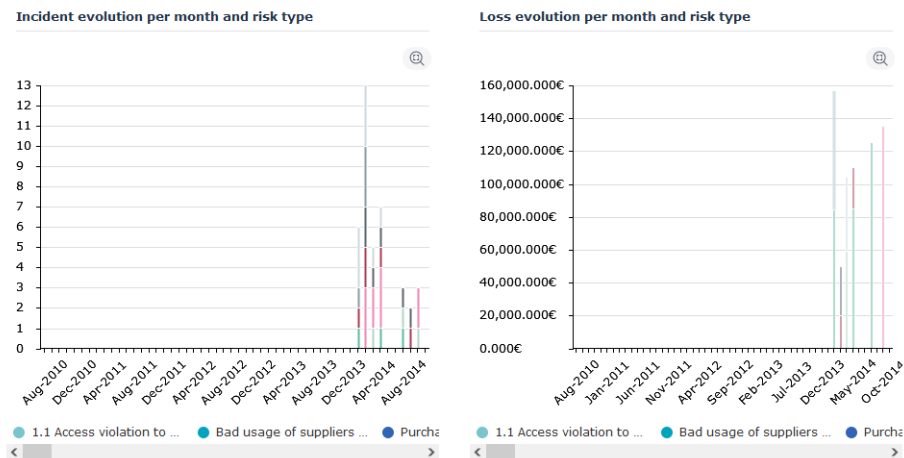 Incident evolution per month and risk type
13
12
11
10
9
8
7
6
5
4
3
2
1
0
Aug-2010
Dec-2010
Apr-2011
Aug-2011
Dec-2011
Apr-2012
Aug-2012
Dec-2012
Apr-2013
Aug-2013
Dec-2013
Apr-2014
Aug-2014
1.1 Access violation to ...
Bad usage of suppliers ...
Purcha
Loss evolution per month and risk type
160,000.000€
140,000.000€
120,000.000€
100,000.000€
80,000.000€
60,000.000€
40,000.000€
20,000.000€
0.000€
Aug-2010
Jan-2011
Jun-2011
Nov-2011
Apr-2012
Sep-2012
Feb-2013
Jul-2013
Dec-2013
May-2014
Oct-2014
1.1 Access violation to ...
Bad usage of suppliers ...
Purcha